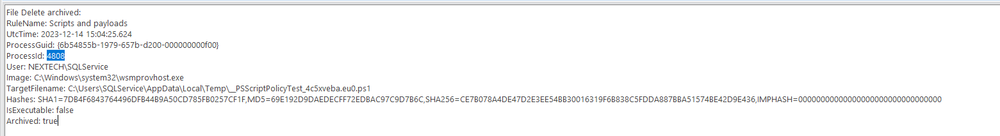 File Delete archived:
RuleName: Scripts and payloads
UtcTime: 2023-12-14 15:04:25.624
ProcessGuid: {6b54855b-1979-657b-d200-000000000f00}
ProcessId: 4808
User: NEXTECH\SQLService
Image: C:\Windows\system32\wsmprovhost.exe
TargetFilename: C:\Users\SQLService\AppData\Local\Temp\__PSScriptPolicyTest_4c5xveba.eu0.ps1
Hashes: SHA1=7DB4F6843764496DFB44B9A50CD785FB0257CF1F,MD5=69E192D9DAEDECFF72EDBAC97C9D7B6C,SHA256=CE7B078A4DE47D2E3EE54BB30016319F6B838C5FDDA887BBA51574BE42D9E436,IMPHASH=00000000000000000000000000000000
IsExecutable: false
Archived: true